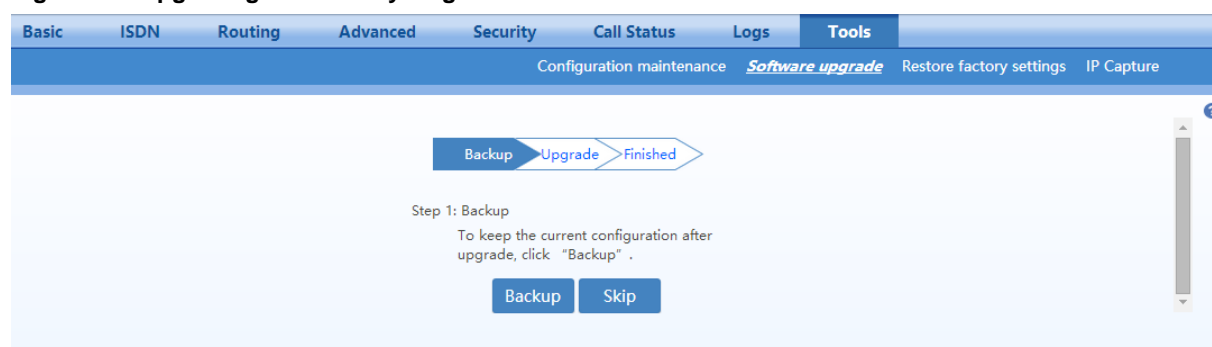 Basic ISDN Routing Advanced Security Call Status Logs Tools
Configuration maintenance Software upgrade Restore factory settings IP Capture
Backup Upgrade Finished
Step 1: Backup
To keep the current configuration after
upgrade, click “Backup” .
Backup Skip